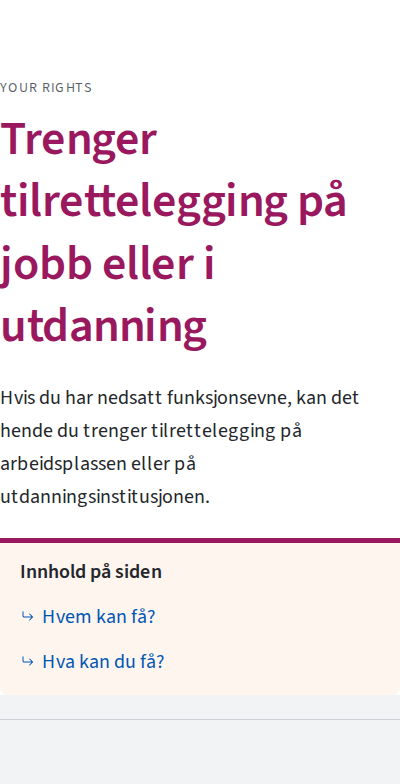 YOUR RIGHTS
Trenger
tilrettelegging på
jobb eller i
utdanning
Hvis du har nedsatt funksjonsevne, kan det
hende du trenger tilrettelegging på
arbeidsplassen eller på
utdanningsinstitusjonen.
Innhold på siden
Hvem kan få?
Hva kan du få?